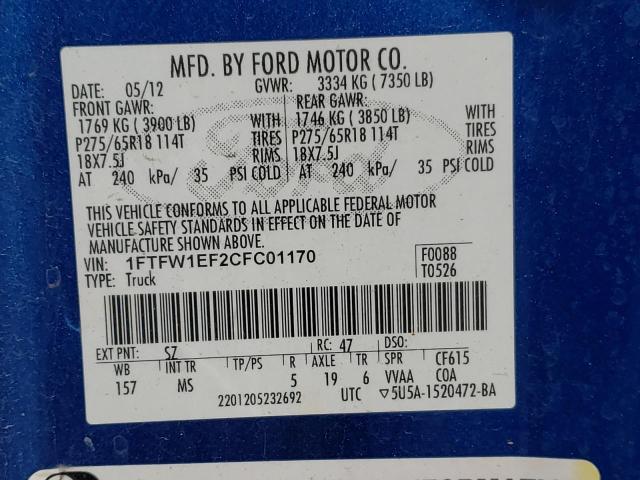 MFD. BY FORD MOTOR CO.
DATE: 05/12 GVWR: 3334 KG ( 7350 LB)
FRONT GAWR: REAR GAWR:
1769 KG ( 3900 LB) WITH 1746 KG ( 3850 LB) WITH
P275/65R18 114T TIRES P275/65R18 114T TIRES
18X7.5J RIMS 18X7.5J RIMS
AT 240 kPa/ 35 PSI COLD AT 240 kPa/ 35 PSI COLD
THIS VEHICLE CONFORMS TO ALL APPLICABLE FEDERAL MOTOR
VEHICLE SAFETY STANDARDS IN EFFECT ON THE DATE OF
MANUFACTURE SHOWN ABOVE.
VIN: 1FTFW1EF2CFC01170 F0088
TYPE: Truck T0526
EXT PNT: SZ RC: 47 DSO:
WB INT TR TP/PS R AXLE TR SPR CF615
157 MS 5 19 6 VVAA COA
2201205232692 UTC ▽5U5A-1520472-BA